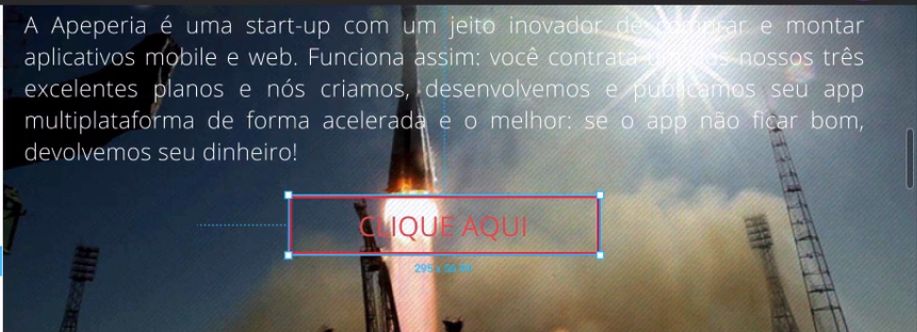 A Apeperia é uma start-up com um jeito inovador de comprar e montar
aplicativos mobile e web. Funciona assim: você contrata um dos nossos três
excelentes planos e nós criamos, desenvolvemos e publicamos seu app
multiplataforma de forma acelerada e o melhor: se o app não ficar bom,
devolvemos seu dinheiro!
CLIQUE AQUI